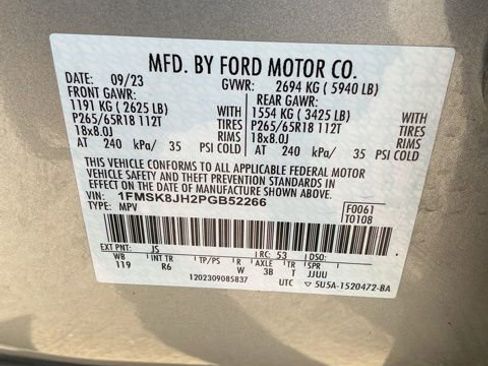 MFD. BY FORD MOTOR CO.
DATE: 09/23 GVWR: 2694 KG ( 5940 LB)
FRONT GAWR: REAR GAWR:
1191 KG ( 2625 LB) 1554 KG ( 3425 LB)
P265/65R18 112T TIRES P265/65R18 112T
18x8.0J RIMS 18x8.0J
AT 240 kPa/ 35 PSI COLD AT 240 kPa/ 35 PSI COLD
THIS VEHICLE CONFORMS TO ALL APPLICABLE FEDERAL MOTOR
VEHICLE SAFETY AND THEFT PREVENTION STANDARDS IN EFFECT
ON THE DATE OF MANUFACTURE SHOWN ABOVE.
VIN: 1FMSK8JH2PGB52266 F0061
TYPE: MPV T0108
EXT PNT: JS RC: 53 DSO:
WB INT TR TP/PS R AXLE TR SPR
119 R6 W 3B T JJUU
1202309085837 UTC ▽ 5U5A-1520472-BA